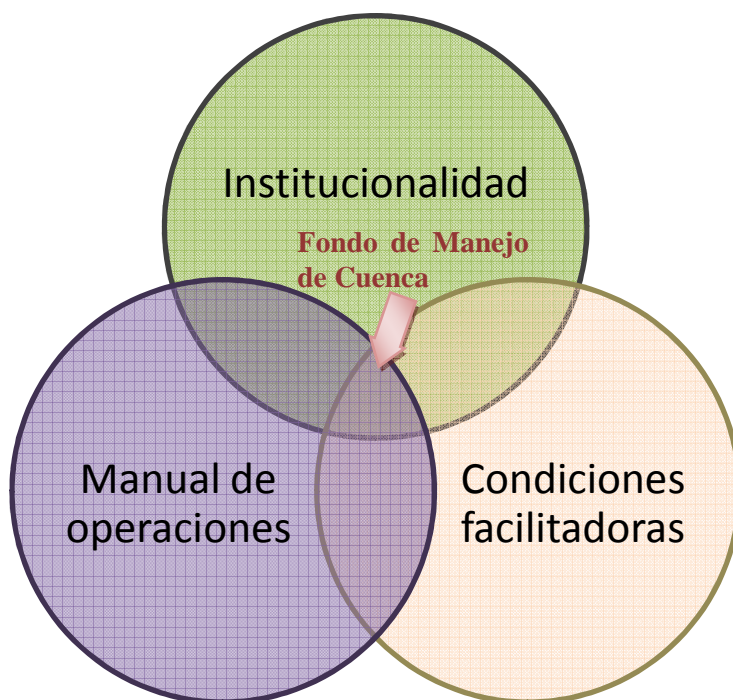 Institucionalidad
Fondo de Manejo
de Cuenca
Manual de
operaciones
Condiciones
facilitadoras